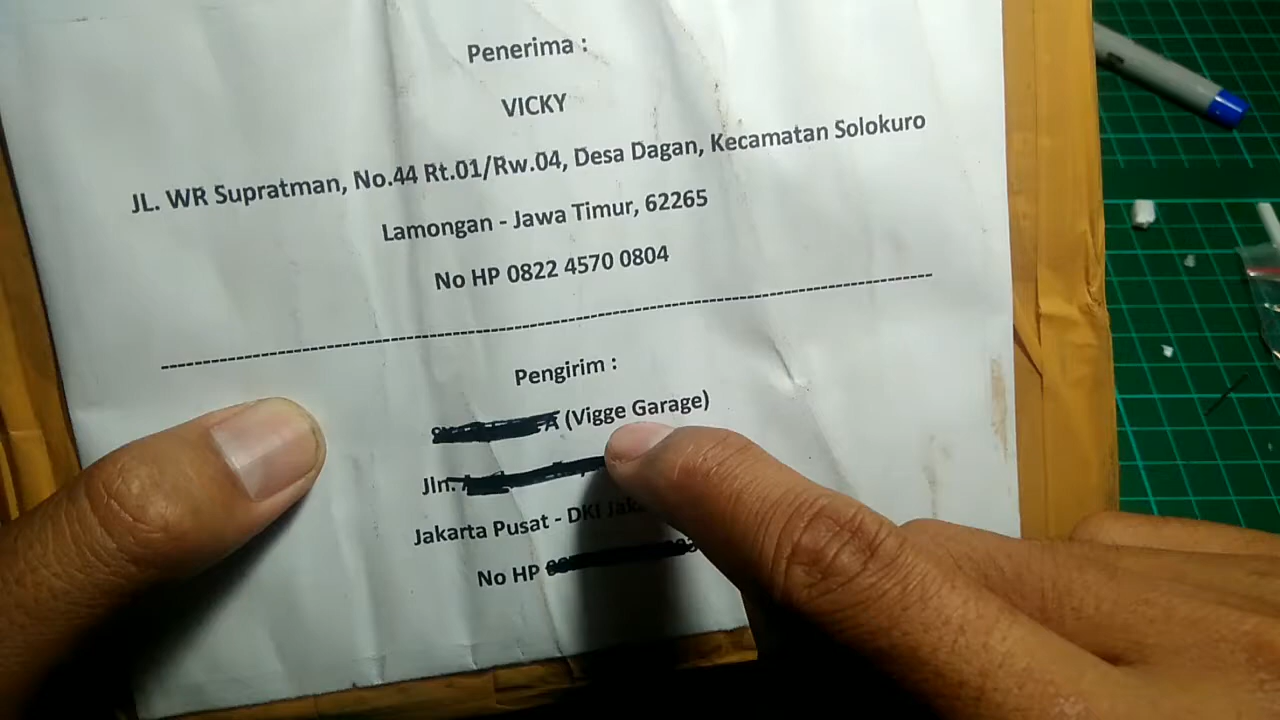 Penerima :
VICKY
JL. WR Supratman, No.44 Rt.01/Rw.04, Desa Dagan, Kecamatan Solokuro
Lamongan - Jawa Timur, 62265
No HP 0822 4570 0804
Pengirim :
(Vigge Garage)
Jln.
Jakarta Pusat - DKI
No HP